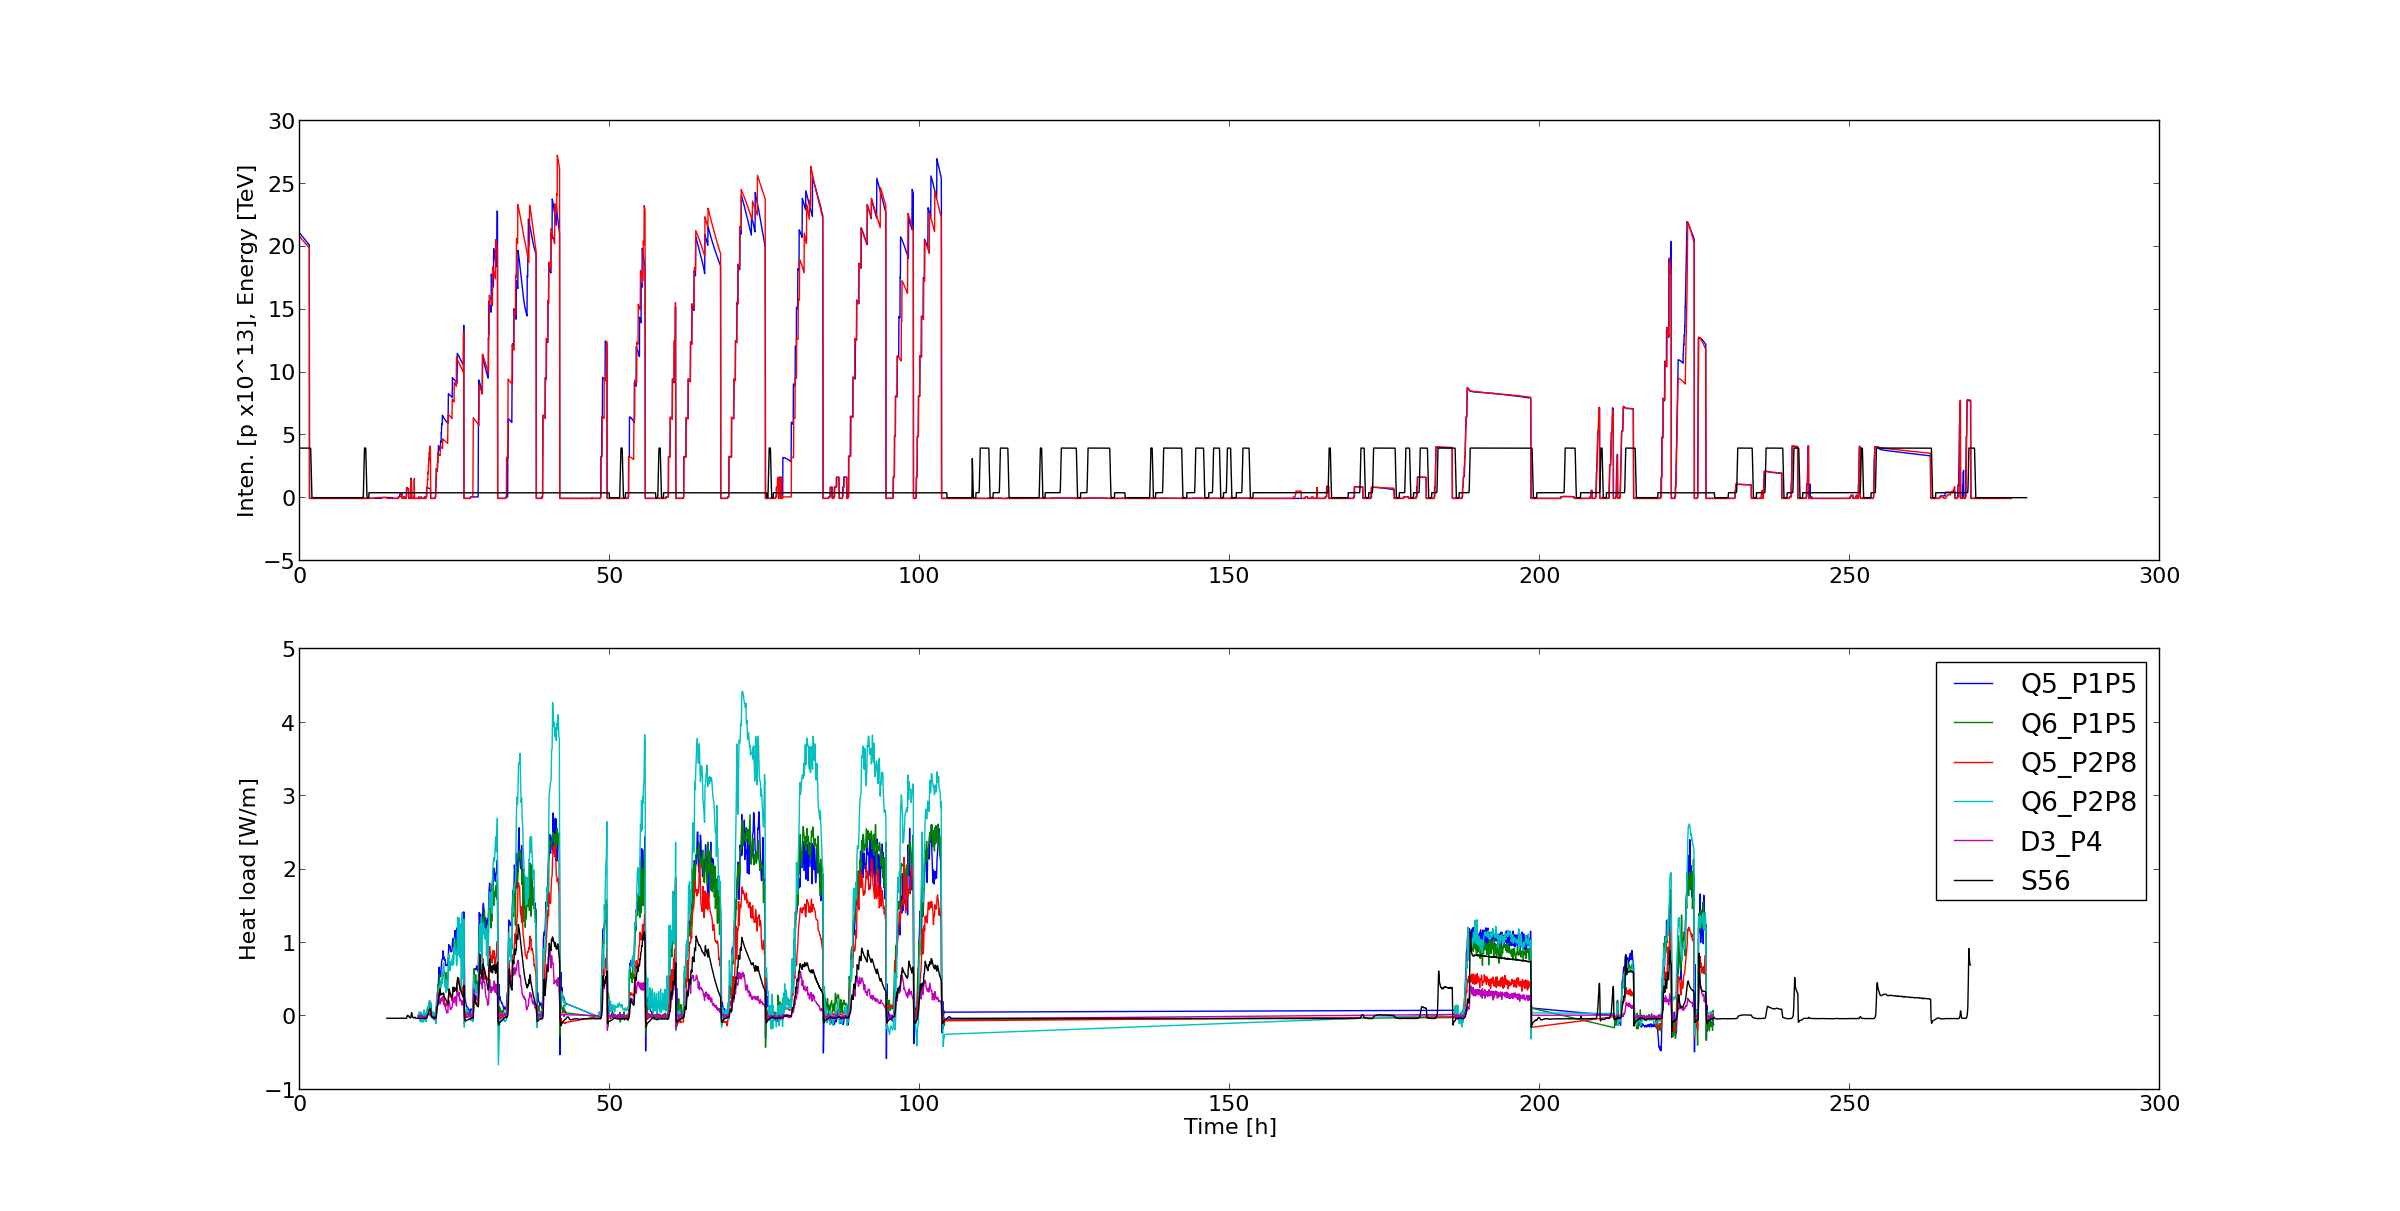 Inten. [p x10^13], Energy [TeV]
30
25
20
15
10
5
0
−5
0 50 100 150 200 250 300
Heat load [W/m]
5
4
3
2
1
0
−1
0 50 100 150 200 250 300
Time [h]
Q5_P1P5
Q6_P1P5
Q5_P2P8
Q6_P2P8
D3_P4
S56